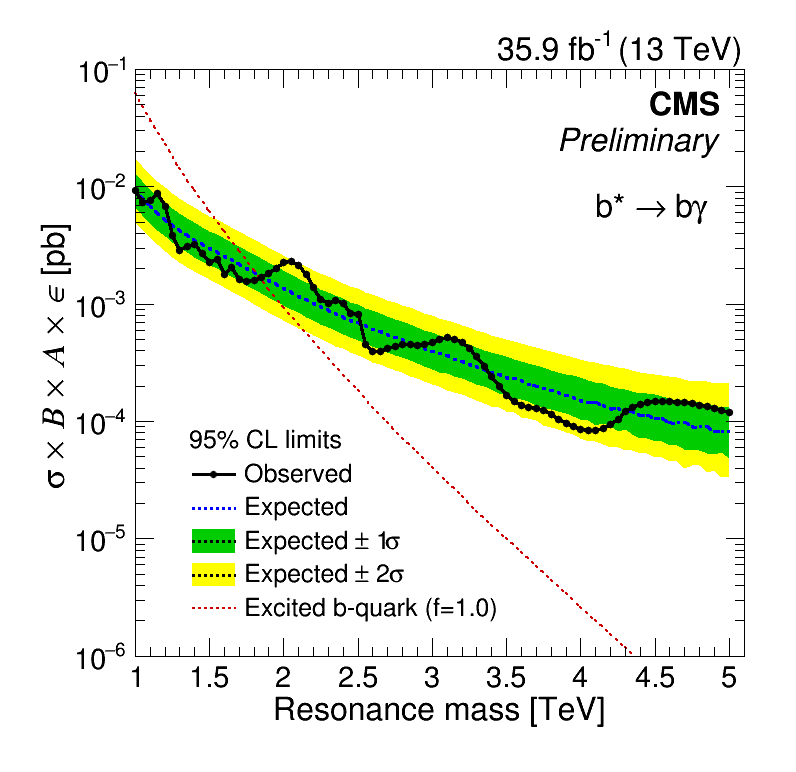 35.9 fb⁻¹ (13 TeV)
CMS
Preliminary
b* → bγ
σ × B × A × ϵ [pb]
10⁻¹
10⁻²
10⁻³
10⁻⁴
10⁻⁵
10⁻⁶
95% CL limits
Observed
Expected
Expected ± 1σ
Expected ± 2σ
Excited b-quark (f=1.0)
1 1.5 2 2.5 3 3.5 4 4.5 5
Resonance mass [TeV]